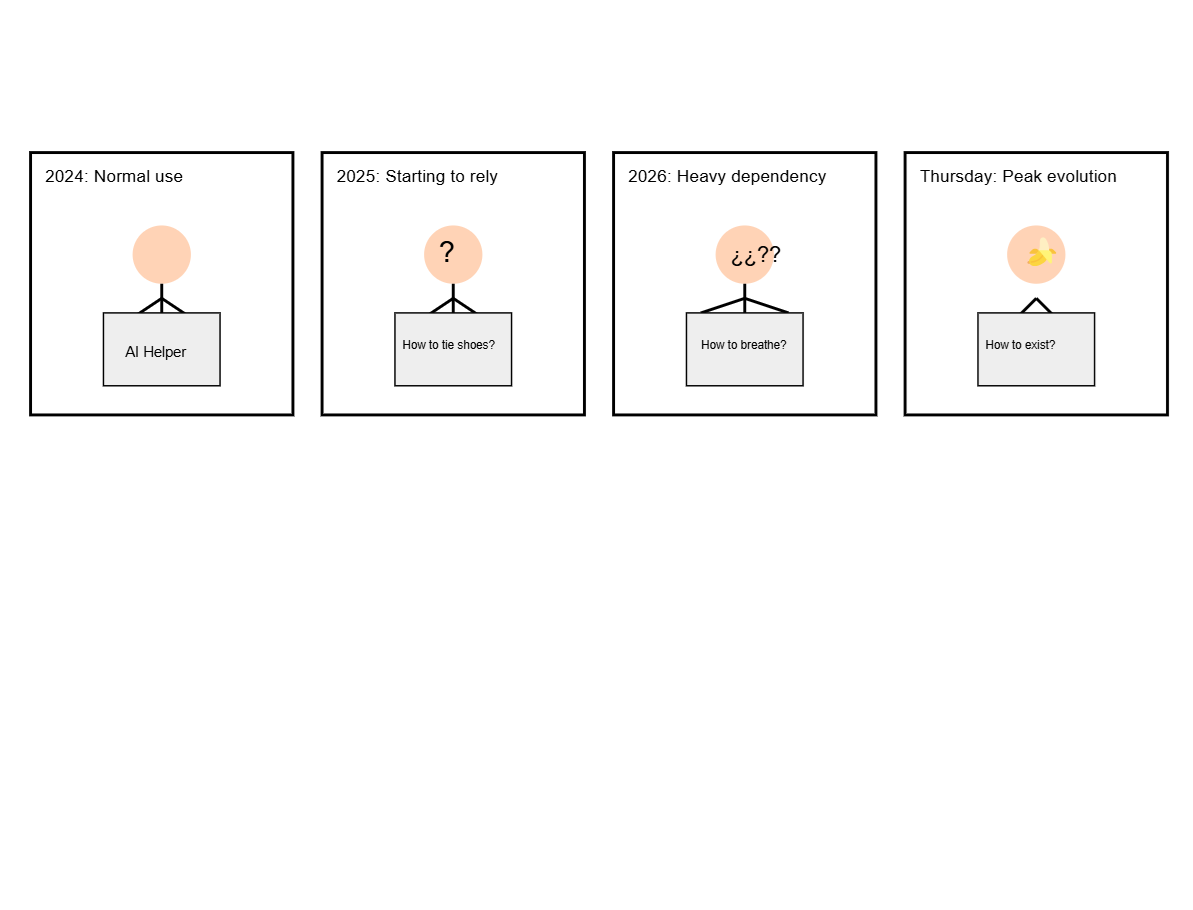 2024: Normal use
AI Helper
2025: Starting to rely
?
How to tie shoes?
2026: Heavy dependency
¿¿??
How to breathe?
Thursday: Peak evolution
🍌
How to exist?